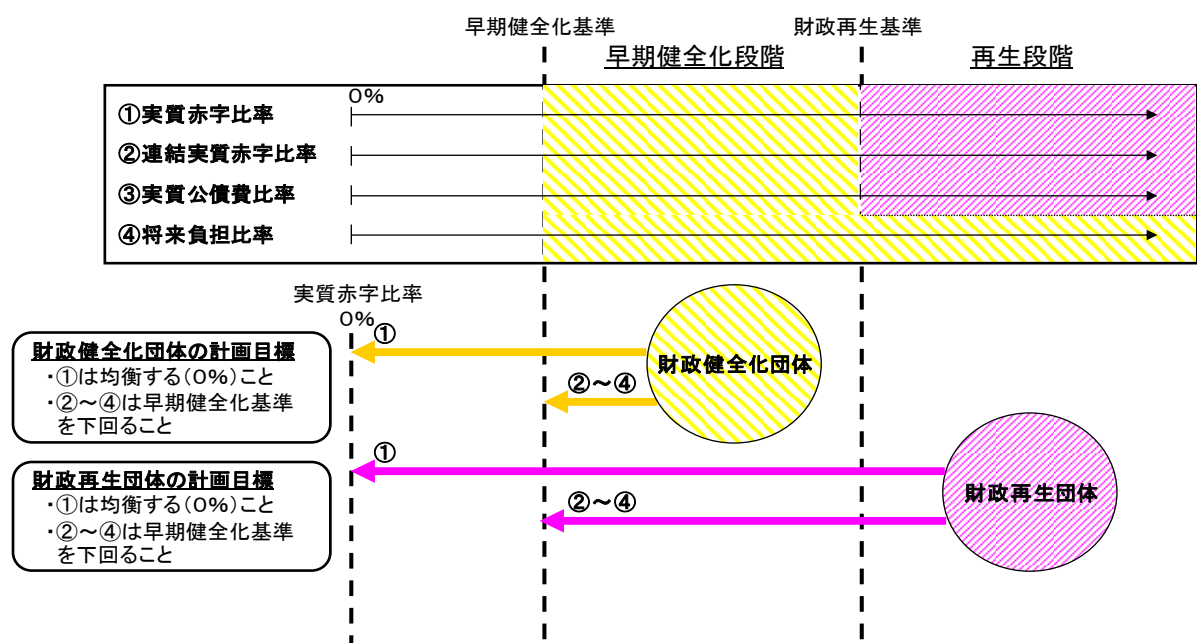 早期健全化基準
財政再生基準
早期健全化段階
再生段階
0%
①実質赤字比率
②連結実質赤字比率
③実質公債費比率
④将来負担比率
実質赤字比率
0%
財政健全化団体の計画目標
・①は均衡する(0%)こと
・②～④は早期健全化基準
を下回ること
①
②～④
財政健全化団体
財政再生団体の計画目標
・①は均衡する(0%)こと
・②～④は早期健全化基準
を下回ること
①
②～④
財政再生団体